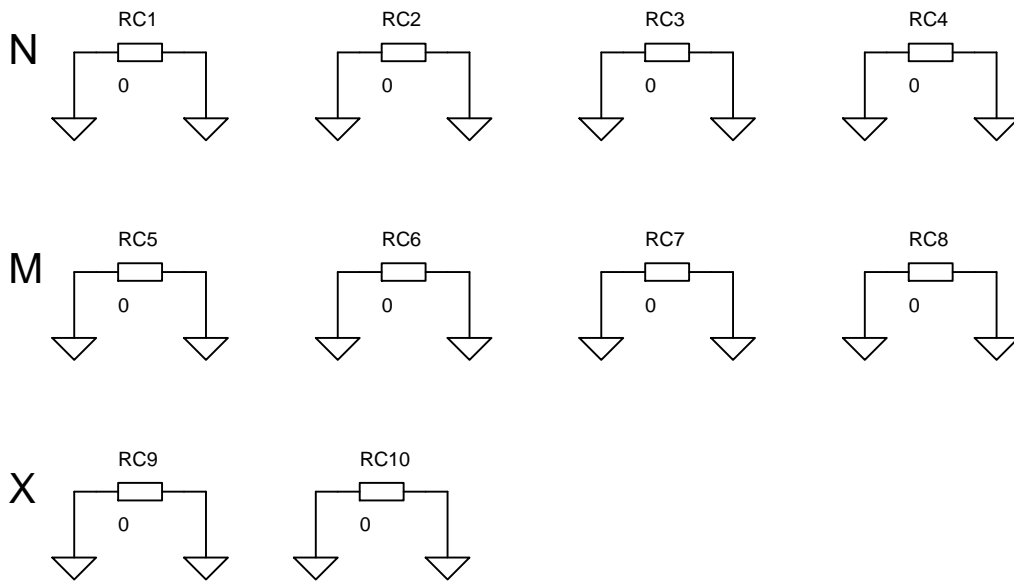 RC1 RC2 RC3 RC4
N
0 0 0 0
RC5 RC6 RC7 RC8
M
0 0 0 0
RC9 RC10
X
0 0